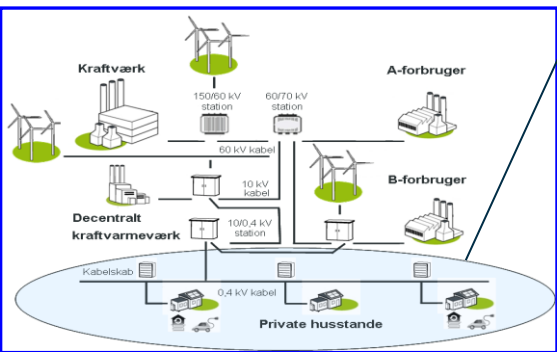 Kraftværk
A-forbruger
150/60 kV
station
60/70 kV
station
60 kV kabel
10 kV
kabel
B-forbruger
Decentralt
kraftvarmeværk
10/0,4 kV
station
Kabelskab
0,4 kV kabel
Private husstande